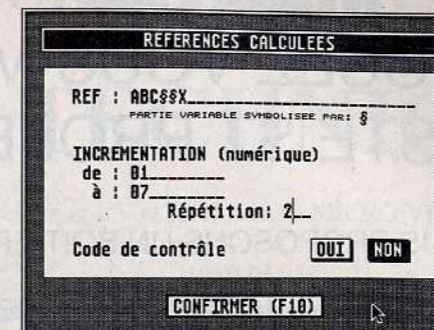 REFERENCES CALCULEES
REF : ABC§§X
PARTIE VARIABLE SYMBOLISEE PAR: §
INCREMENTATION (numérique)
de : 01
à : 07
Répétition: 2
Code de contrôle OUI NON
CONFIRMER (F10)